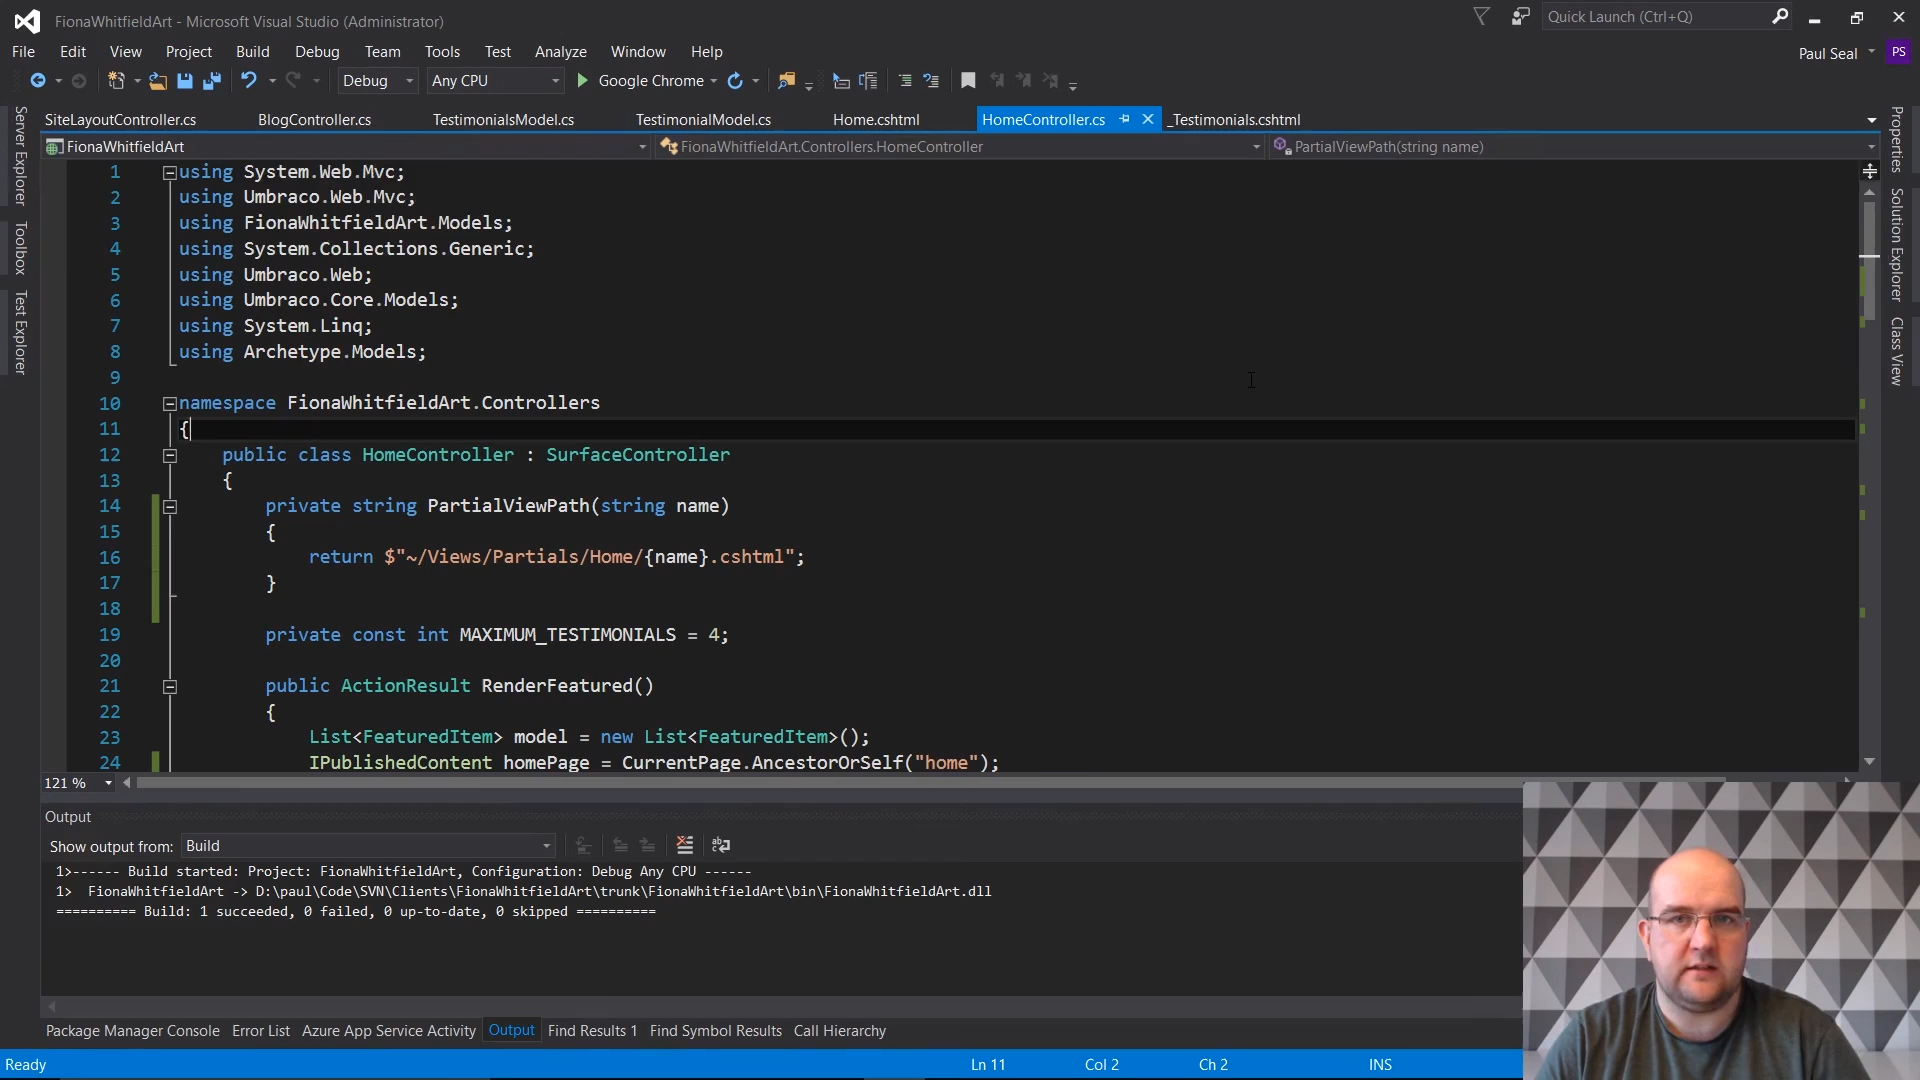 FionaWhitfieldArt - Microsoft Visual Studio (Administrator)
Quick Launch (Ctrl+Q)
File Edit View Project Build Debug Team Tools Test Analyze Window Help
Paul Seal PS
Debug Any CPU Google Chrome
SiteLayoutController.cs BlogController.cs TestimonialsModel.cs TestimonialModel.cs Home.cshtml HomeController.cs _Testimonials.cshtml
FionaWhitfieldArt FionaWhitfieldArt.Controllers.HomeController PartialViewPath(string name)
Server Explorer
Toolbox
Test Explorer
Properties
Solution Explorer
Class View
1 using System.Web.Mvc;
2 using Umbraco.Web.Mvc;
3 using FionaWhitfieldArt.Models;
4 using System.Collections.Generic;
5 using Umbraco.Web;
6 using Umbraco.Core.Models;
7 using System.Linq;
8 using Archetype.Models;
9
10 namespace FionaWhitfieldArt.Controllers
11 {
12 public class HomeController : SurfaceController
13 {
14 private string PartialViewPath(string name)
15 {
16 return $"~/Views/Partials/Home/{name}.cshtml";
17 }
18
19 private const int MAXIMUM_TESTIMONIALS = 4;
20
21 public ActionResult RenderFeatured()
22 {
23 List<FeaturedItem> model = new List<FeaturedItem>();
24 IPublishedContent homePage = CurrentPage.AncestorOrSelf("home");
121 %
Output
Show output from: Build
1>------ Build started: Project: FionaWhitfieldArt, Configuration: Debug Any CPU ------
1>  FionaWhitfieldArt -> D:\paul\Code\SVN\Clients\FionaWhitfieldArt\trunk\FionaWhitfieldArt\bin\FionaWhitfieldArt.dll
========== Build: 1 succeeded, 0 failed, 0 up-to-date, 0 skipped ==========
Package Manager Console Error List Azure App Service Activity Output Find Results 1 Find Symbol Results Call Hierarchy
Ready Ln 11 Col 2 Ch 2 INS